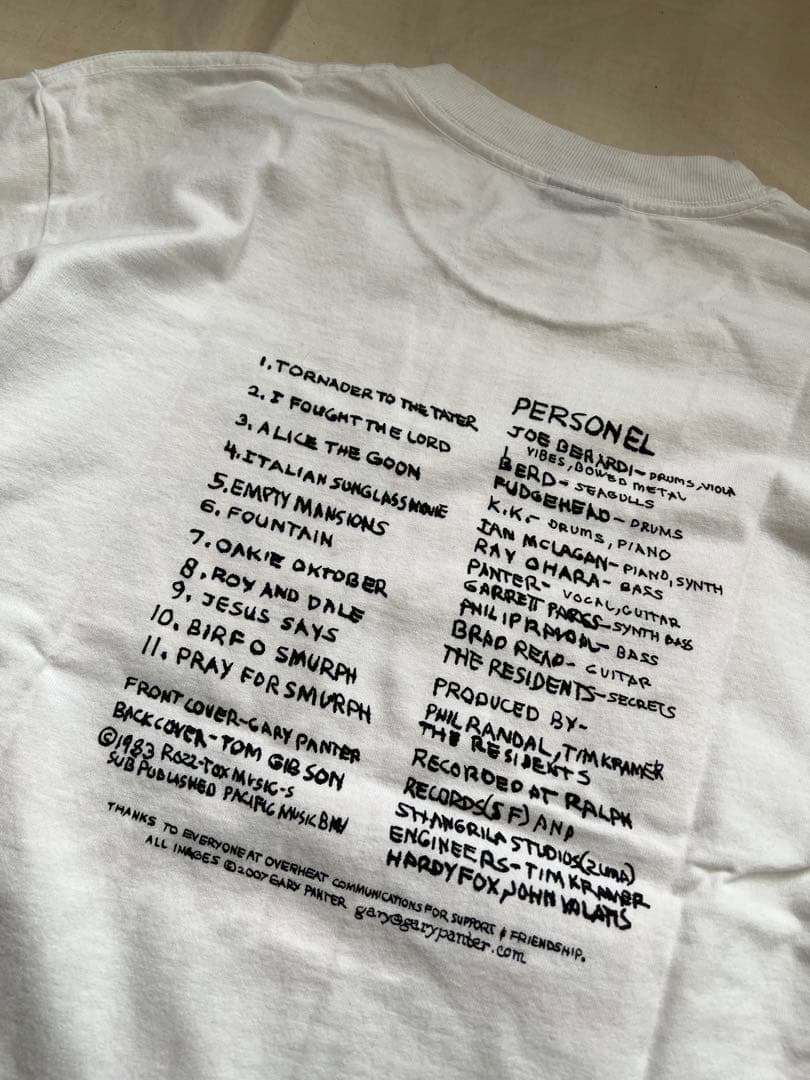 1. TORNADER TO THE TATER
2. I FOUGHT THE LORD
3. ALICE THE GOON
4. ITALIAN SUNGLASS MOVIE
5. EMPTY MANSIONS
6. FOUNTAIN
7. OAKIE OKTOBER
8. ROY AND DALE
9. JESUS SAYS
10. BIRFO SMURPH
11. PRAY FOR SMURPH
FRONT COVER-GARY PANTER
BACK COVER-TOM GIBSON
©1983 ROZZ-TOX MUSIC-S
SUB PUBLISHED PACIFIC MUSIC BMI
PERSONEL
JOE BERARDI-DRUMS, VIOLA
VIBES, BOWED METAL
BERD-SEAGULLS
FUDGEHEAD-DRUMS
K.K.-DRUMS, PIANO
IAN MCLAGAN-PIANO, SYNTH
RAY OHARA-BASS
PANTER-VOCAL, GUITAR
GARRETT PARKS-SYNTH BASS
PHILIP RANDAL-BASS
BRAD READ-GUITAR
THE RESIDENTS-SECRETS
PRODUCED BY-
PHIL RANDAL, TIM KRAMER
THE RESIDENTS
RECORDED AT RALPH
RECORDS(SF) AND
SHANGRILA STUDIOS(ZUMA)
ENGINEERS-TIM KRAMER
HARDY FOX, JOHN
THANKS TO EVERYONE AT OVERHEAT COMMUNICATIONS FOR SUPPORT & FRIENDSHIP.
ALL IMAGES ©2007 GARY PANTER gary@garypanter.com